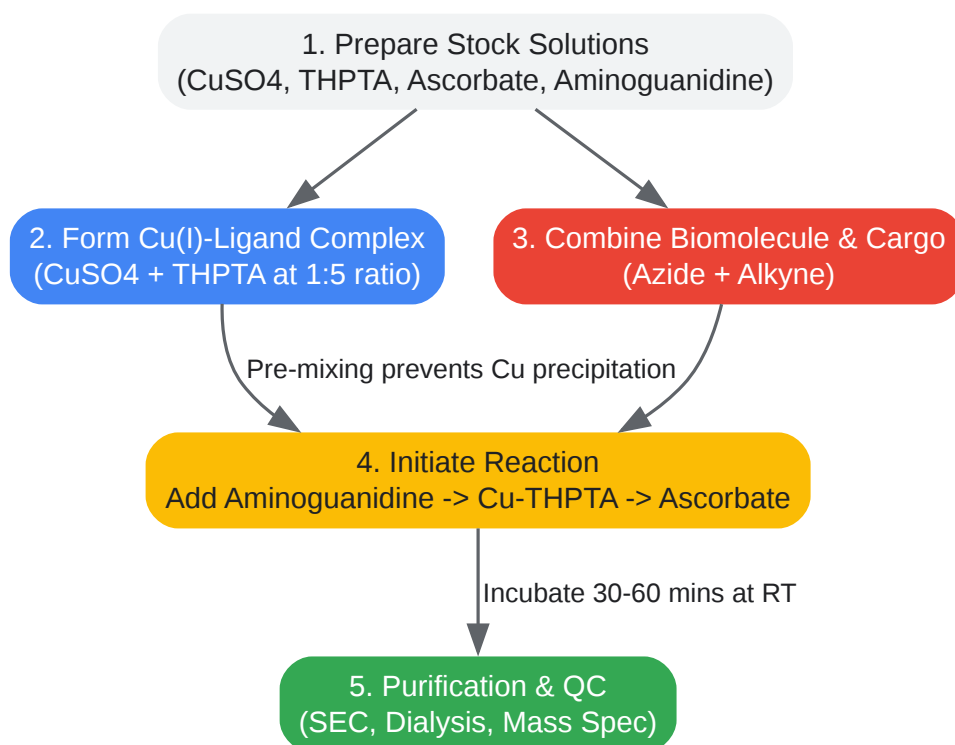 1. Prepare Stock Solutions
(CuSO4, THPTA, Ascorbate, Aminoguanidine)
2. Form Cu(I)-Ligand Complex
(CuSO4 + THPTA at 1:5 ratio)
3. Combine Biomolecule & Cargo
(Azide + Alkyne)
Pre-mixing prevents Cu precipitation
4. Initiate Reaction
Add Aminoguanidine -> Cu-THPTA -> Ascorbate
Incubate 30-60 mins at RT
5. Purification & QC
(SEC, Dialysis, Mass Spec)